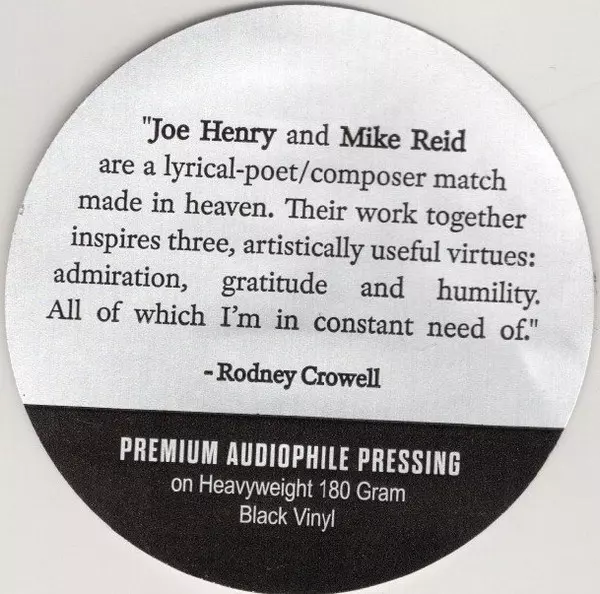 "Joe Henry and Mike Reid
are a lyrical-poet/composer match
made in heaven. Their work together
inspires three, artistically useful virtues:
admiration, gratitude and humility.
All of which I'm in constant need of."
- Rodney Crowell
PREMIUM AUDIOPHILE PRESSING
on Heavyweight 180 Gram
Black Vinyl